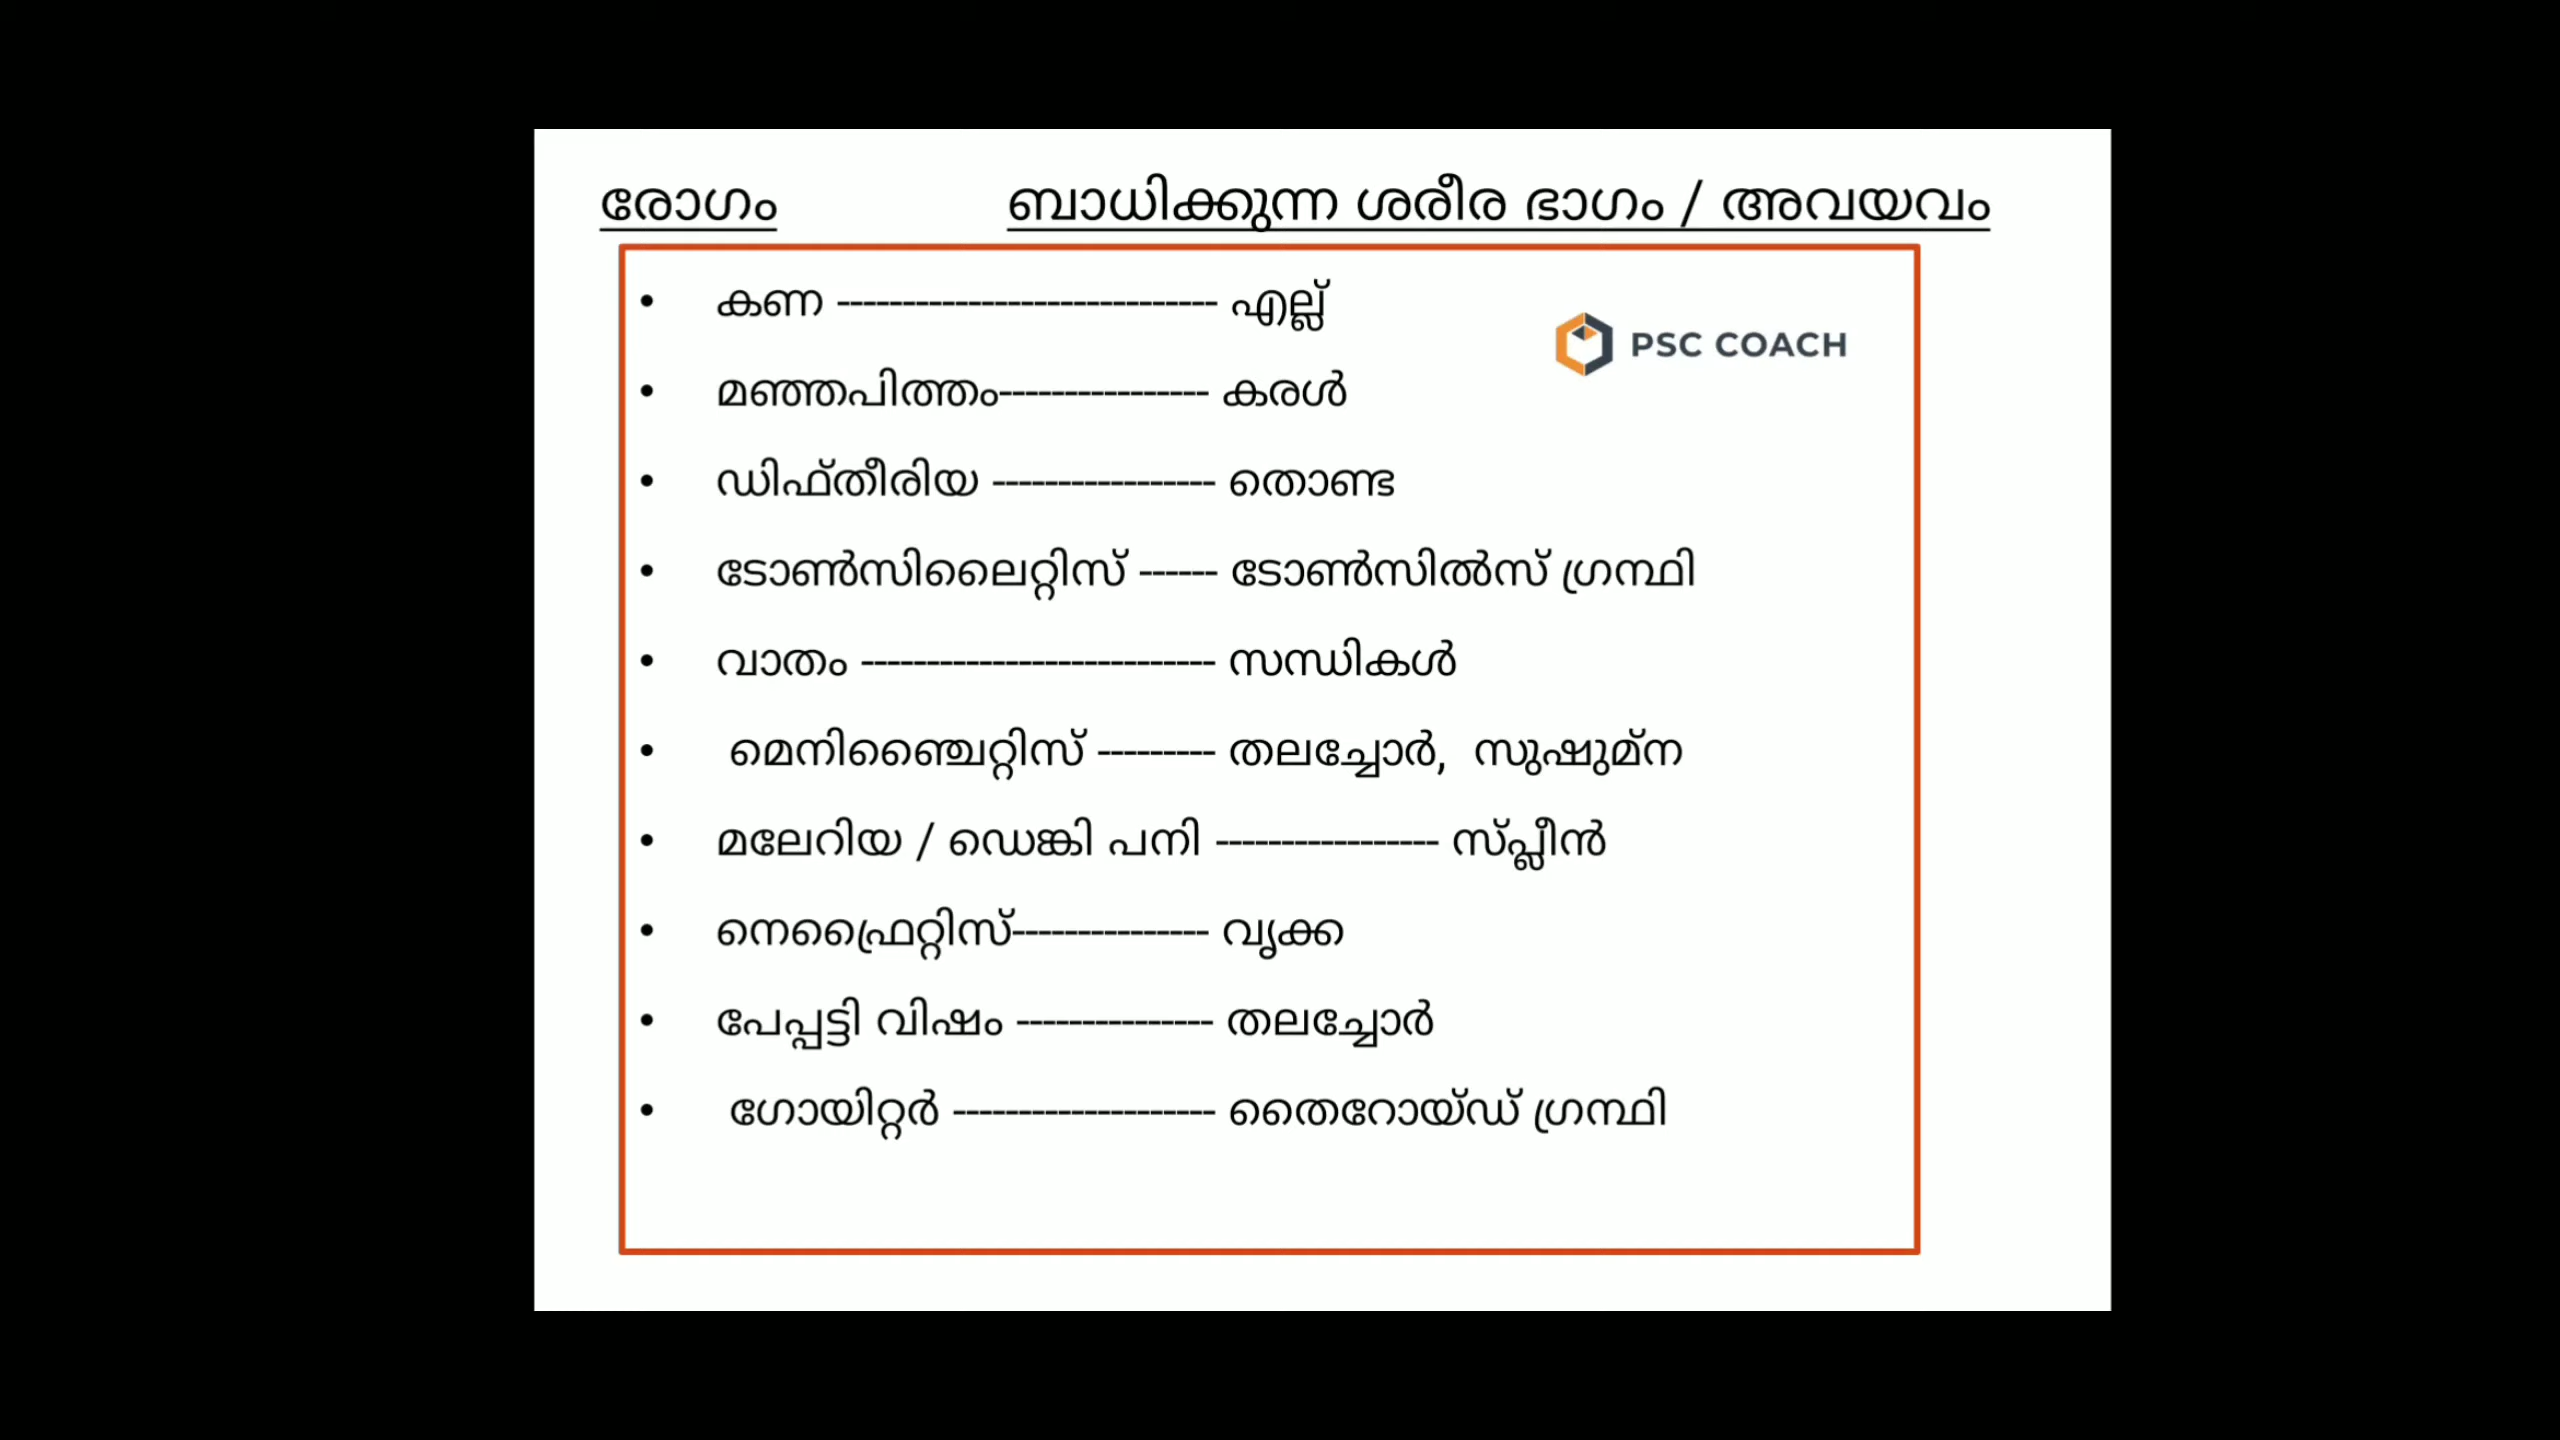 രോഗം ബാധിക്കുന്ന ശരീര ഭാഗം / അവയവം
• കണ ----------------------------- എല്ല്
PSC COACH
• മഞ്ഞപിത്തം---------------- കരൾ
• ഡിഫ്തീരിയ ----------------- തൊണ്ട
• ടോൺസിലൈറ്റിസ് ------ ടോൺസിൽസ് ഗ്രന്ഥി
• വാതം --------------------------- സന്ധികൾ
• മെനിഞ്ചൈറ്റിസ് --------- തലച്ചോർ, സുഷുമ്ന
• മലേറിയ / ഡെങ്കി പനി ----------------- സ്പ്ലീൻ
• നെഫ്രൈറ്റിസ്--------------- വൃക്ക
• പേപ്പട്ടി വിഷം --------------- തലച്ചോർ
• ഗോയിറ്റർ -------------------- തൈറോയ്ഡ് ഗ്രന്ഥി